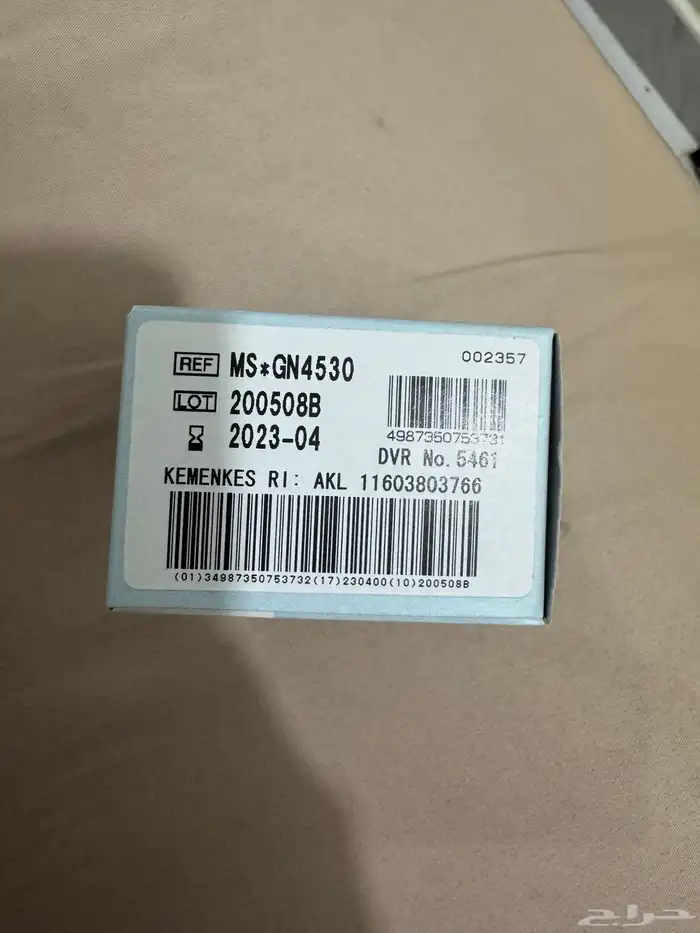 002357
REF MS*GN4530
LOT 200508B
2023-04
4987350753731
DVR No. 5461
KEMENKES RI: AKL 11603803766
(01)34987350753732(17)230400(10)200508B
حراج